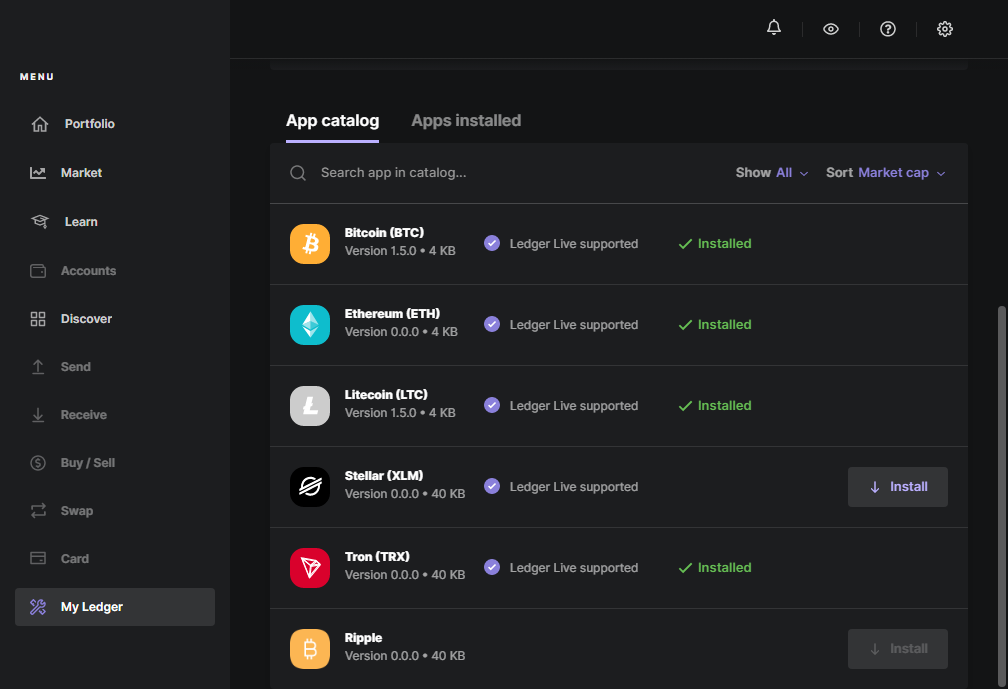 MENU
Portfolio
Market
Learn
Accounts
Discover
Send
Receive
Buy / Sell
Swap
Card
My Ledger
App catalog Apps installed
Search app in catalog... Show All Sort Market cap
Bitcoin (BTC)
Version 1.5.0 • 4 KB Ledger Live supported Installed
Ethereum (ETH)
Version 0.0.0 • 4 KB Ledger Live supported Installed
Litecoin (LTC)
Version 1.5.0 • 4 KB Ledger Live supported Installed
Stellar (XLM)
Version 0.0.0 • 40 KB Ledger Live supported Install
Tron (TRX)
Version 0.0.0 • 40 KB Ledger Live supported Installed
Ripple
Version 0.0.0 • 40 KB Install